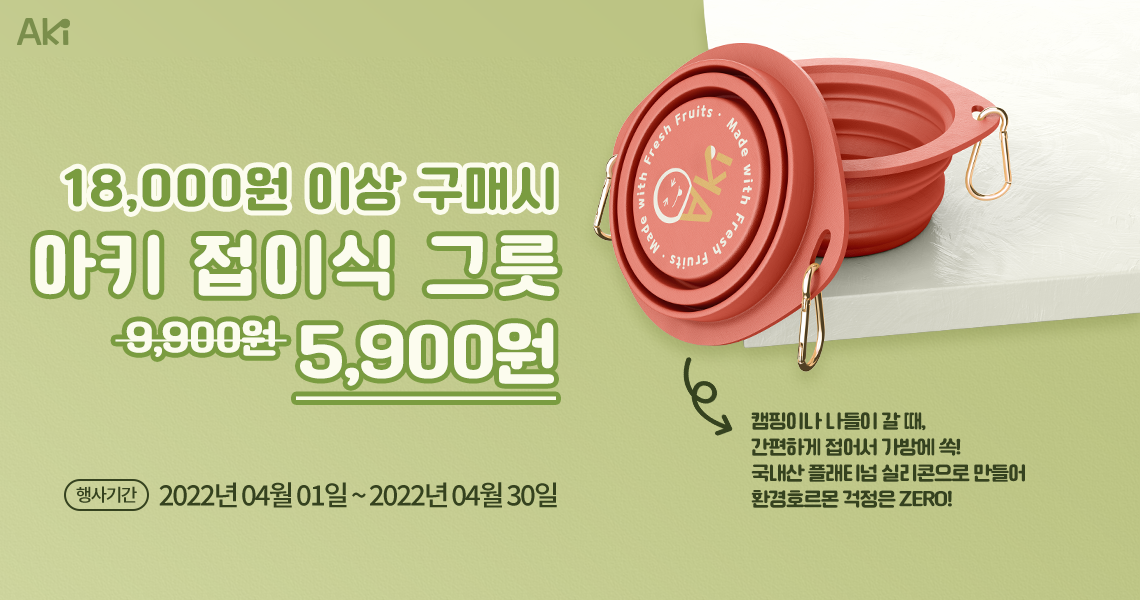 Aki
18,000원 이상 구매시
아키 접이식 그릇
9,900원 5,900원
행사기간 2022년 04월 01일 ~ 2022년 04월 30일
Made with Fresh Fruits · Made with Fresh Fruits ·
Aki
캠핑이나 나들이 갈 때,
간편하게 접어서 가방에 쏙!
국내산 플래티넘 실리콘으로 만들어
환경호르몬 걱정은 ZERO!